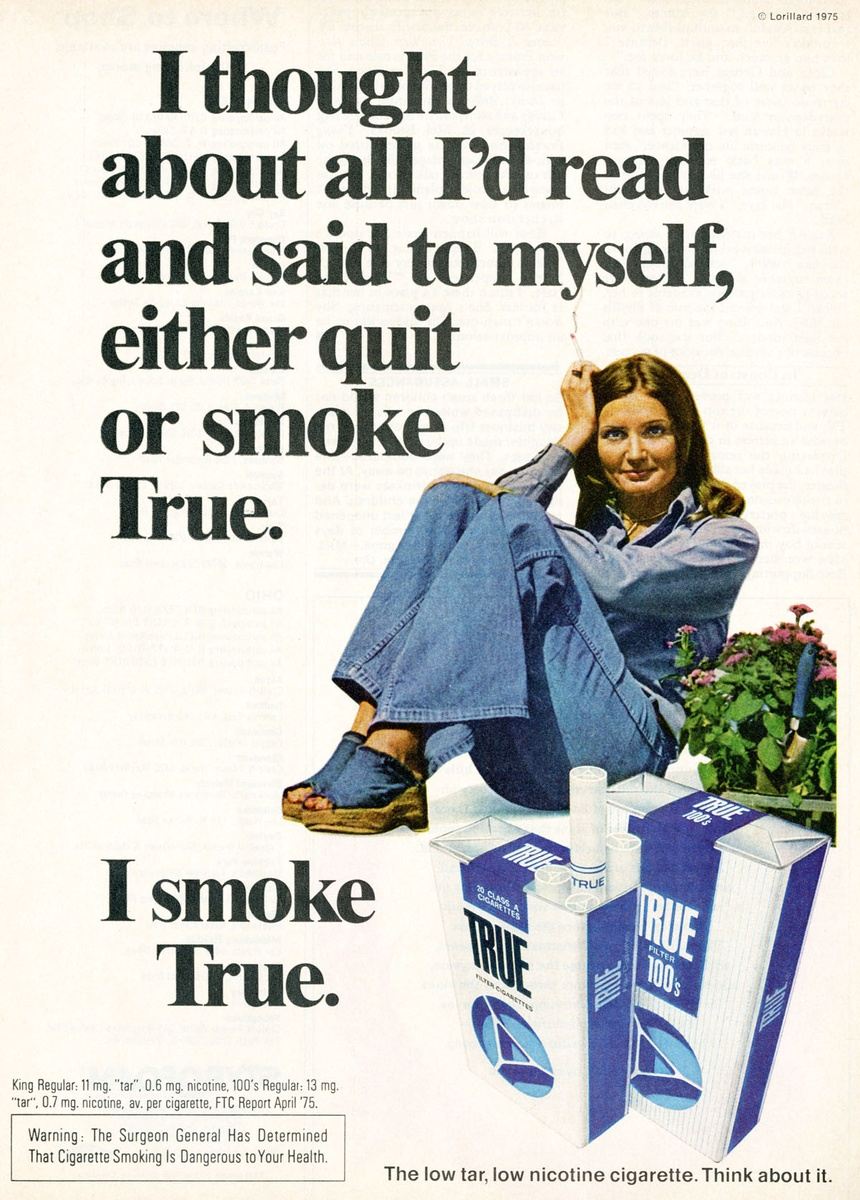 © Lorillard 1975
I thought
about all I'd read
and said to myself,
either quit
or smoke
True.
I smoke
True.
TRUE
100's
TRUE
20 CLASS A
CIGARETTES
TRUE
FILTER CIGARETTES
TRUE
TRUE
Filter Cigarettes
TRUE
FILTER
100's
TRUE
King Regular: 11 mg. "tar", 0.6 mg. nicotine, 100's Regular: 13 mg.
"tar", 0.7 mg. nicotine, av. per cigarette, FTC Report April '75.
Warning: The Surgeon General Has Determined
That Cigarette Smoking Is Dangerous to Your Health.
The low tar, low nicotine cigarette. Think about it.